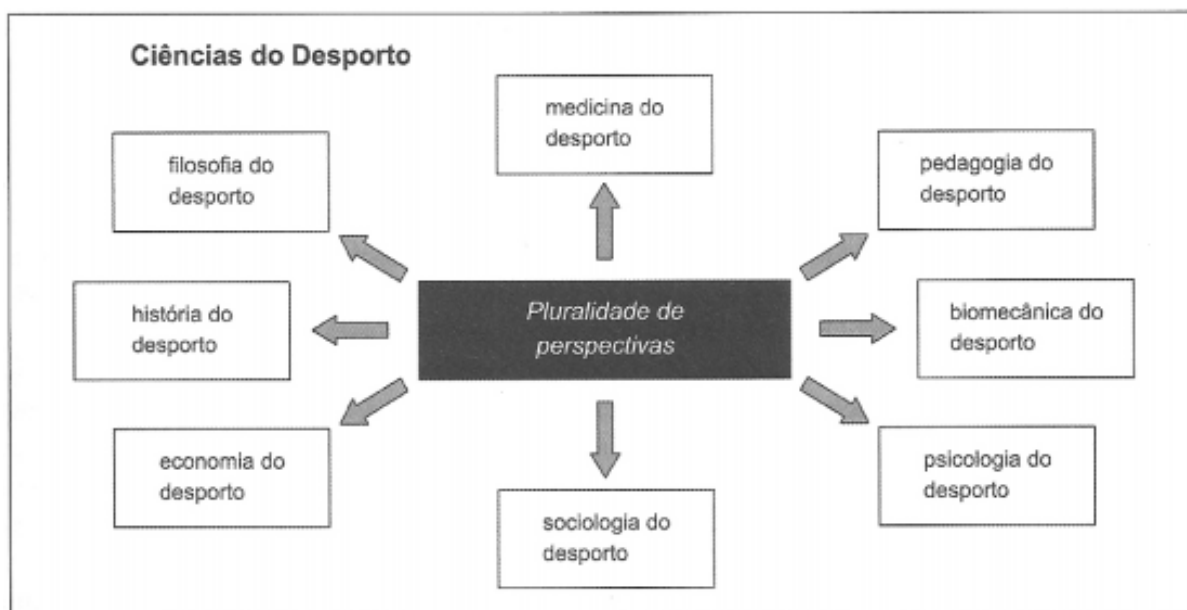 Ciências do Desporto
medicina do
desporto
filosofia do
desporto
pedagogia do
desporto
história do
desporto
Pluralidade de
perspectivas
biomecânica do
desporto
economia do
desporto
psicologia do
desporto
sociologia do
desporto